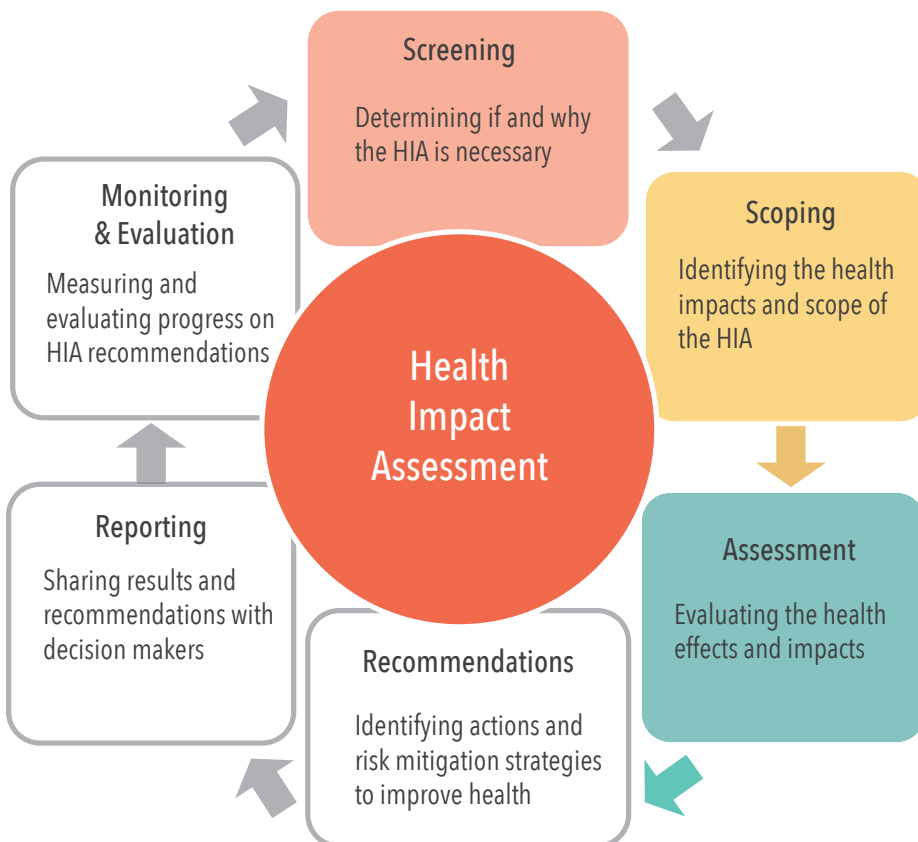 Screening
Determining if and why
the HIA is necessary
Scoping
Identifying the health
impacts and scope of
the HIA
Assessment
Evaluating the health
effects and impacts
Recommendations
Identifying actions and
risk mitigation strategies
to improve health
Reporting
Sharing results and
recommendations with
decision makers
Monitoring
& Evaluation
Measuring and
evaluating progress on
HIA recommendations
Health
Impact
Assessment